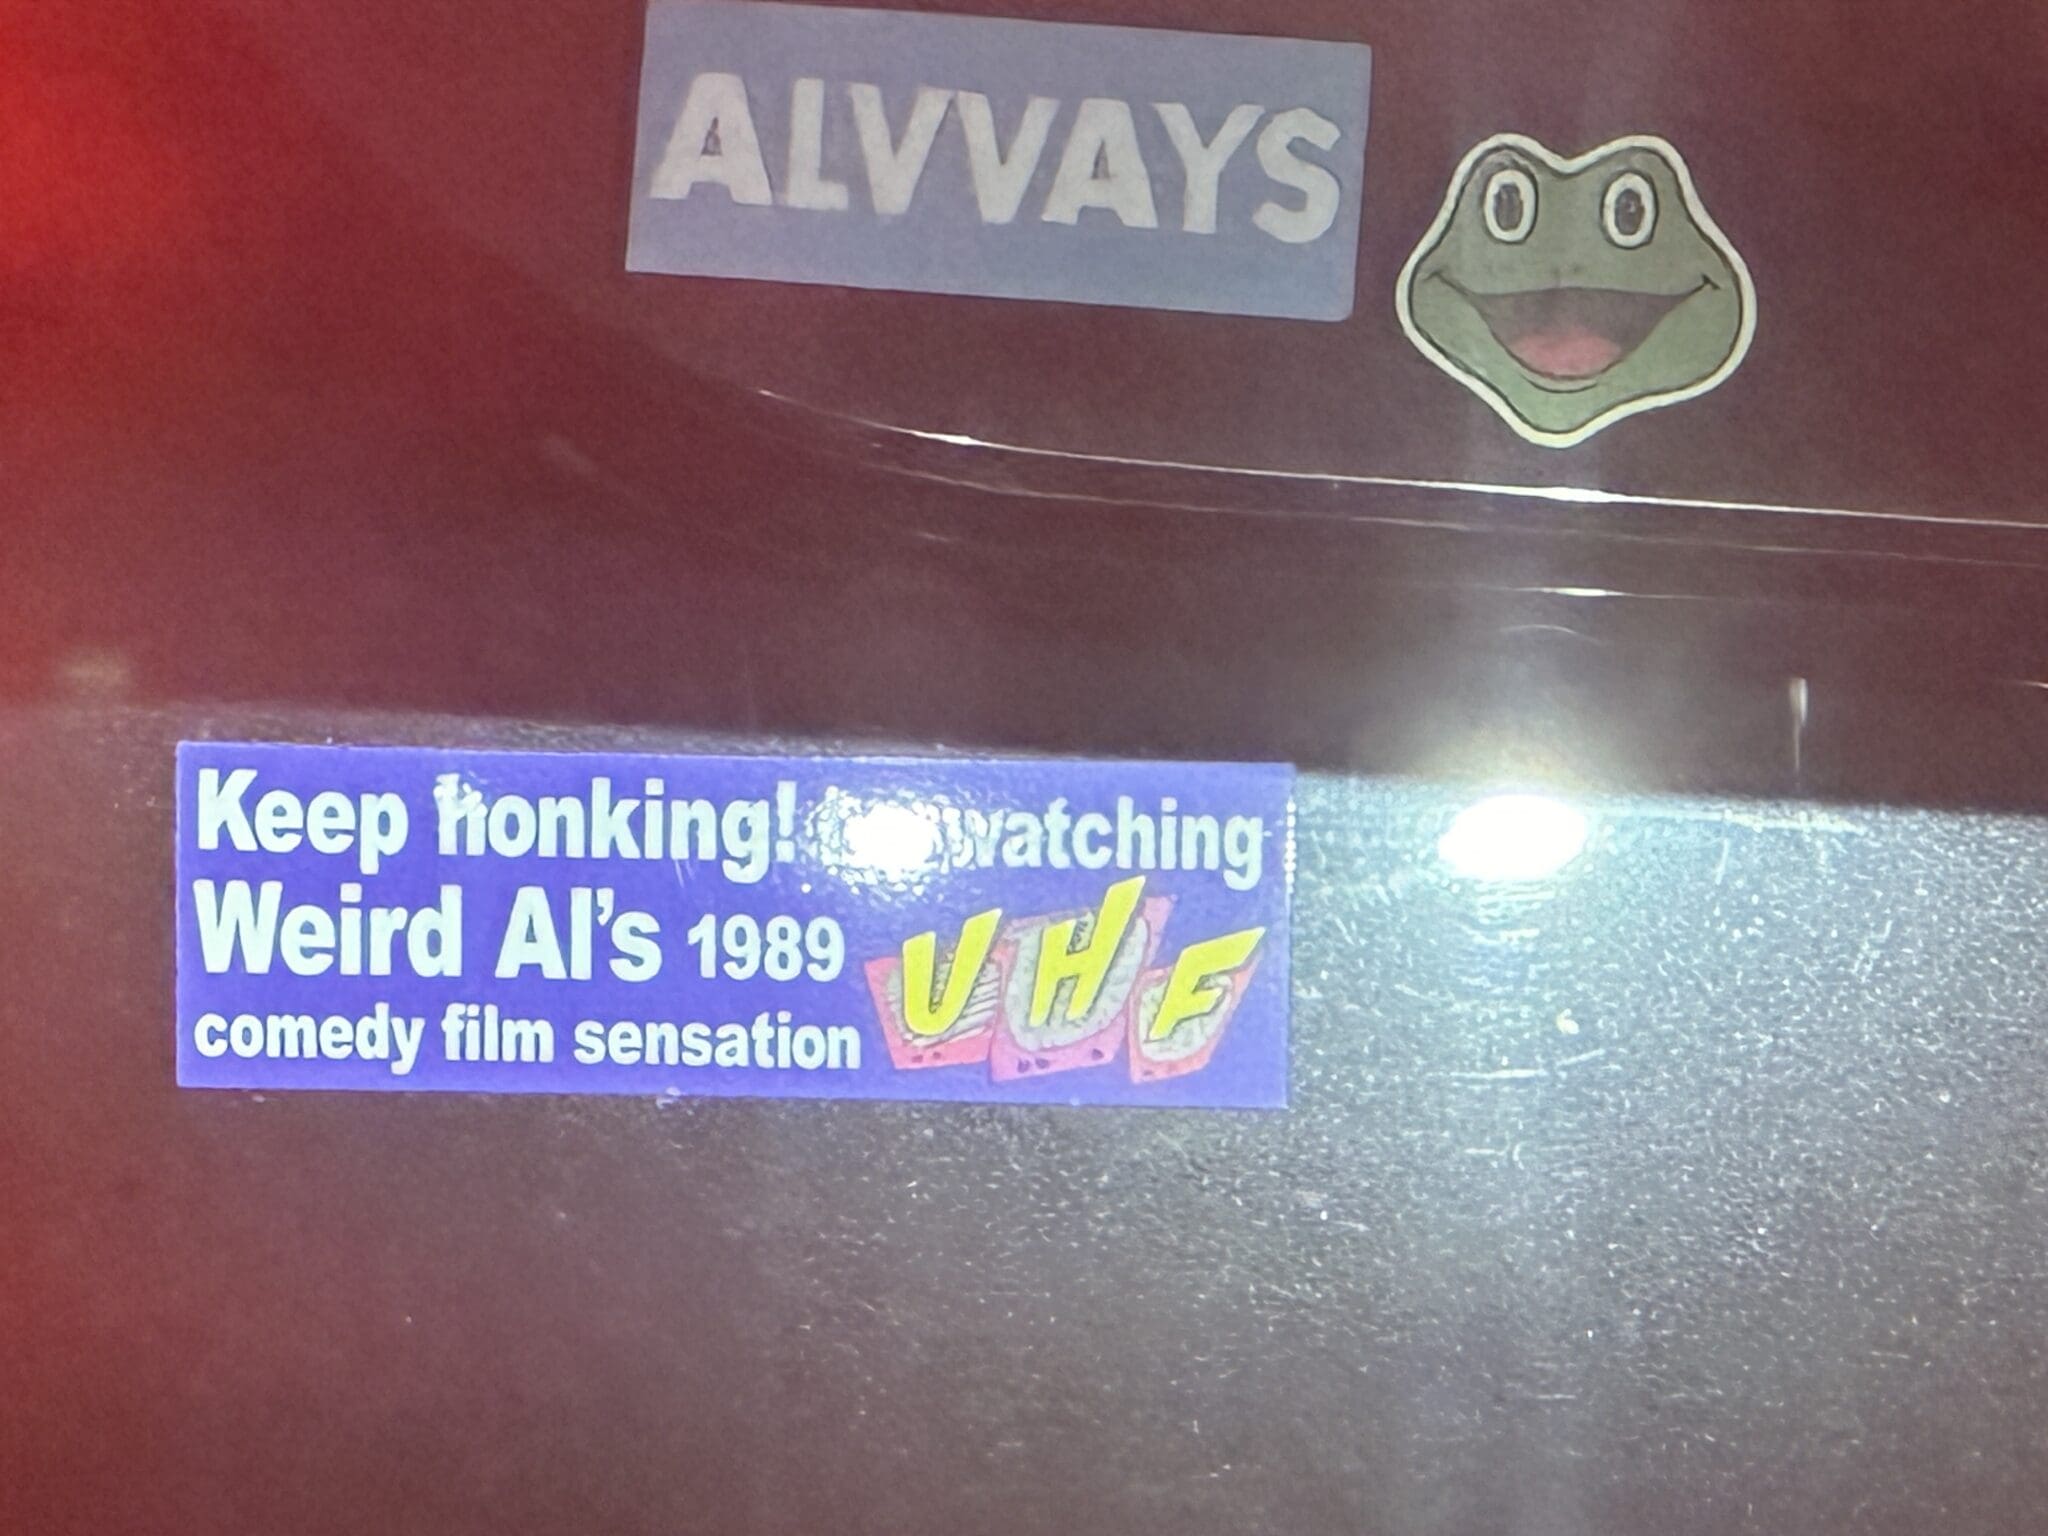 ALVVAYS
Keep honking! watching
Weird Al's 1989
comedy film sensation
UHF